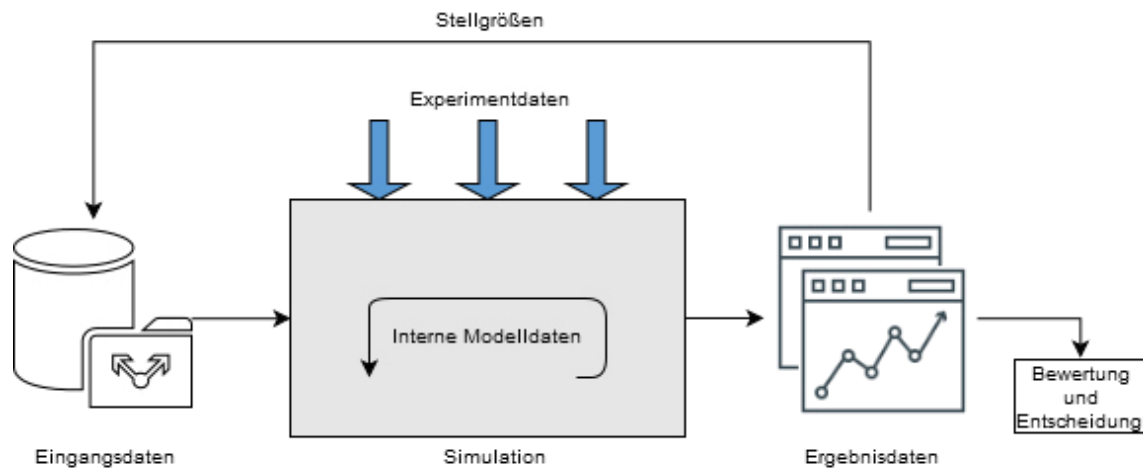 Stellgrößen
Experimentdaten
Interne Modelldaten
Bewertung
und
Entscheidung
Eingangsdaten
Simulation
Ergebnisdaten